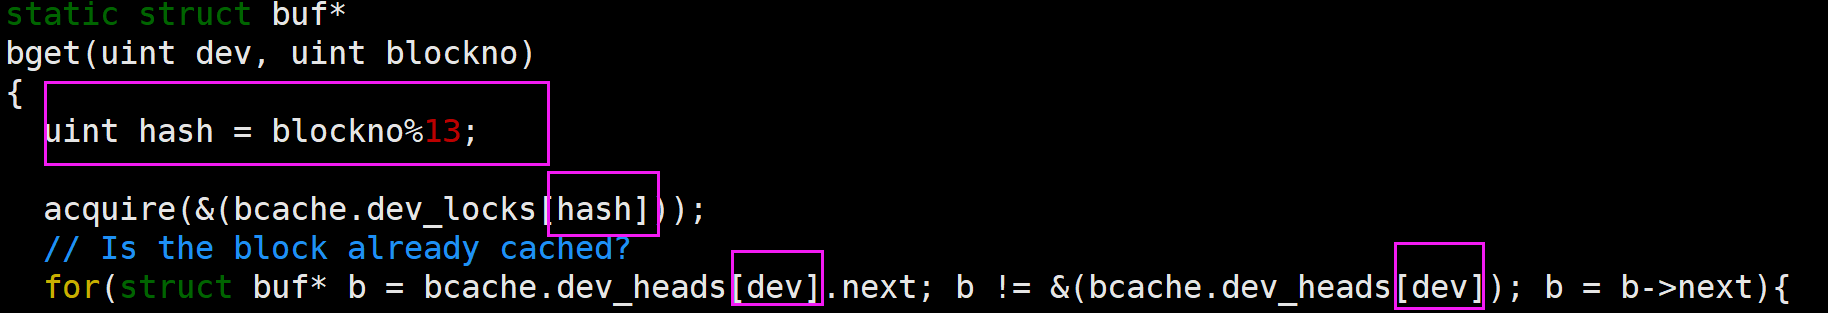 static struct buf*
bget(uint dev, uint blockno)
{
  uint hash = blockno%13;
  acquire(&(bcache.dev_locks[hash]));
  // Is the block already cached?
  for(struct buf* b = bcache.dev_heads[dev].next; b != &(bcache.dev_heads[dev]); b = b->next){